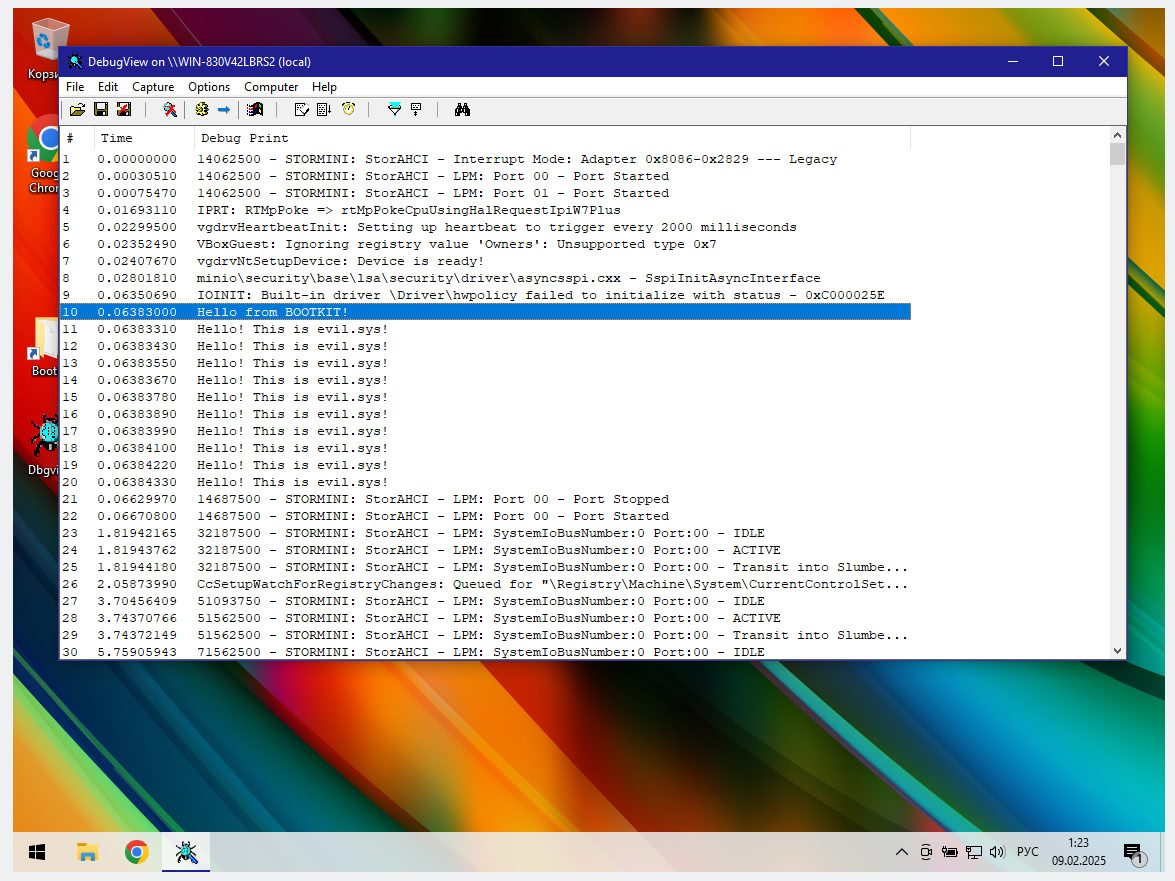 Корзи
DebugView on \\WIN-830V42LBRS2 (local)
File Edit Capture Options Computer Help
# Time Debug Print
1 0.00000000 14062500 - STORMINI: StorAHCI - Interrupt Mode: Adapter 0x8086-0x2829 --- Legacy
2 0.00030510 14062500 - STORMINI: StorAHCI - LPM: Port 00 - Port Started
3 0.00075470 14062500 - STORMINI: StorAHCI - LPM: Port 01 - Port Started
4 0.01693110 IPRT: RTMpPoke => rtMpPokeCpuUsingHalRequestIpiW7Plus
5 0.02299500 vgdrvHeartbeatInit: Setting up heartbeat to trigger every 2000 milliseconds
6 0.02352490 VBoxGuest: Ignoring registry value 'Owners': Unsupported type 0x7
7 0.02407670 vgdrvNtSetupDevice: Device is ready!
8 0.02801810 minio\security\base\lsa\security\driver\asyncsspi.cxx - SspiInitAsyncInterface
9 0.06350690 IOINIT: Built-in driver \Driver\hwpolicy failed to initialize with status - 0xC000025E
10 0.06383000 Hello from BOOTKIT!
11 0.06383310 Hello! This is evil.sys!
12 0.06383430 Hello! This is evil.sys!
13 0.06383550 Hello! This is evil.sys!
14 0.06383670 Hello! This is evil.sys!
15 0.06383780 Hello! This is evil.sys!
16 0.06383890 Hello! This is evil.sys!
17 0.06383990 Hello! This is evil.sys!
18 0.06384100 Hello! This is evil.sys!
19 0.06384220 Hello! This is evil.sys!
20 0.06384330 Hello! This is evil.sys!
21 0.06629970 14687500 - STORMINI: StorAHCI - LPM: Port 00 - Port Stopped
22 0.06670800 14687500 - STORMINI: StorAHCI - LPM: Port 00 - Port Started
23 1.81942165 32187500 - STORMINI: StorAHCI - LPM: SystemIoBusNumber:0 Port:00 - IDLE
24 1.81943762 32187500 - STORMINI: StorAHCI - LPM: SystemIoBusNumber:0 Port:00 - ACTIVE
25 1.81944180 32187500 - STORMINI: StorAHCI - LPM: SystemIoBusNumber:0 Port:00 - Transit into Slumbe...
26 2.05873990 CcSetupWatchForRegistryChanges: Queued for "\Registry\Machine\System\CurrentControlSet...
27 3.70456409 51093750 - STORMINI: StorAHCI - LPM: SystemIoBusNumber:0 Port:00 - IDLE
28 3.74370766 51562500 - STORMINI: StorAHCI - LPM: SystemIoBusNumber:0 Port:00 - ACTIVE
29 3.74372149 51562500 - STORMINI: StorAHCI - LPM: SystemIoBusNumber:0 Port:00 - Transit into Slumbe...
30 5.75905943 71562500 - STORMINI: StorAHCI - LPM: SystemIoBusNumber:0 Port:00 - IDLE
Goog
Chron
Boot
Dbgvi
РУС
1:23
09.02.2025
1